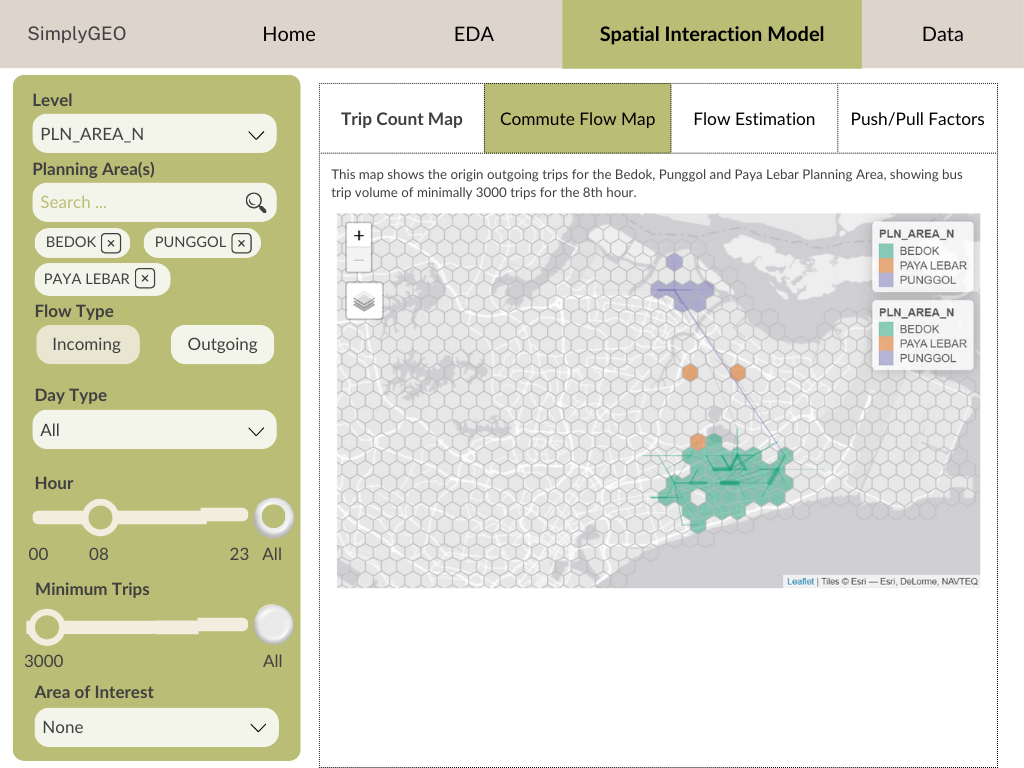 SimplyGEO Home EDA Spatial Interaction Model Data
Level
PLN_AREA_N
Planning Area(s)
Search ...
BEDOK × PUNGGOL ×
PAYA LEBAR ×
Flow Type
Incoming Outgoing
Day Type
All
Hour
00 08 23 All
Minimum Trips
3000 All
Area of Interest
None
Trip Count Map Commute Flow Map Flow Estimation Push/Pull Factors
This map shows the origin outgoing trips for the Bedok, Punggol and Paya Lebar Planning Area, showing bus
trip volume of minimally 3000 trips for the 8th hour.
+
−
PLN_AREA_N
BEDOK
PAYA LEBAR
PUNGGOL
PLN_AREA_N
BEDOK
PAYA LEBAR
PUNGGOL
Leaflet | Tiles © Esri — Esri, DeLorme, NAVTEQ